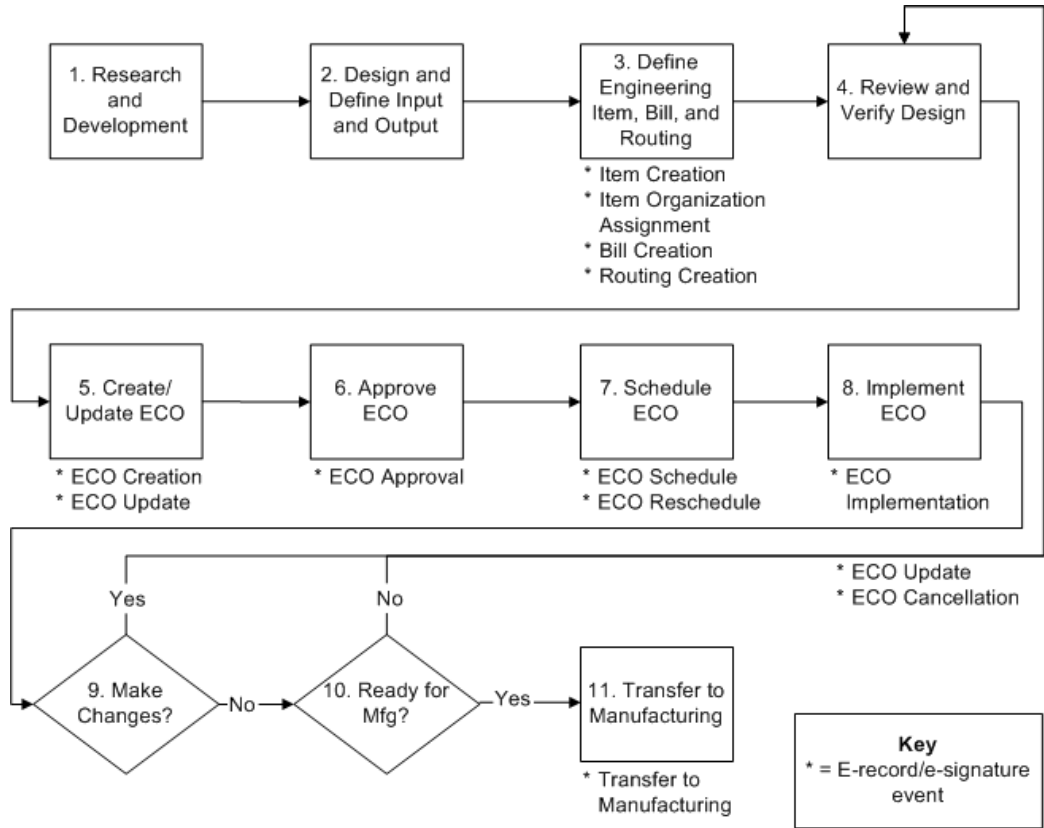 1. Research
and
Development
2. Design and
Define Input
and Output
3. Define
Engineering
Item, Bill, and
Routing
4. Review and
Verify Design
* Item Creation
* Item Organization
Assignment
* Bill Creation
* Routing Creation
5. Create/
Update ECO
6. Approve
ECO
7. Schedule
ECO
8. Implement
ECO
* ECO Creation
* ECO Update
* ECO Approval
* ECO Schedule
* ECO Reschedule
* ECO
Implementation
* ECO Update
* ECO Cancellation
Yes
No
9. Make
Changes?
No
10. Ready for
Mfg?
Yes
11. Transfer to
Manufacturing
* Transfer to
Manufacturing
Key
* = E-record/e-signature
event